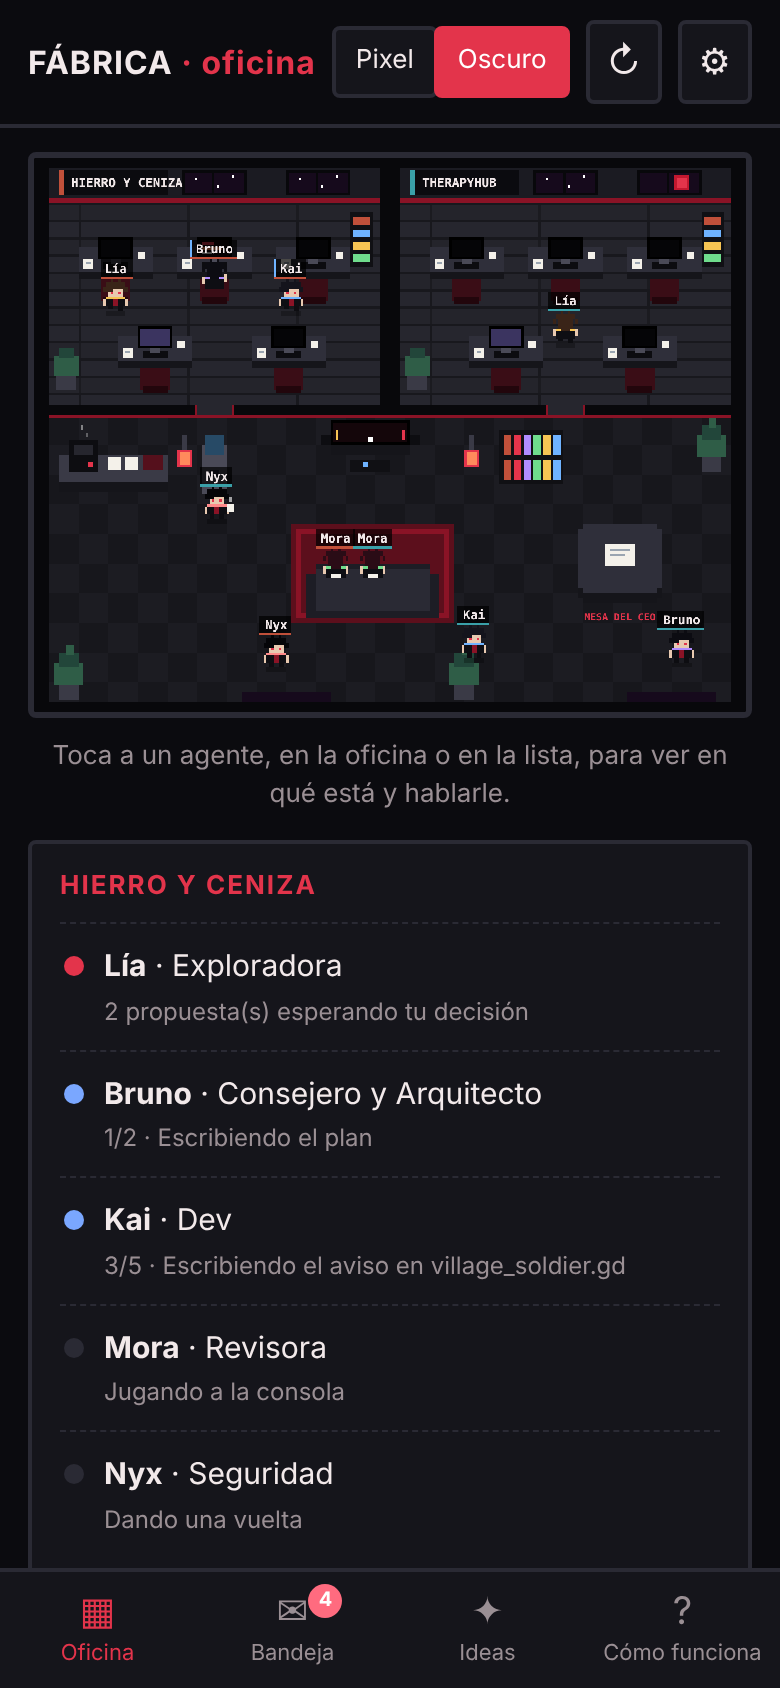 FÁBRICA · oficina
Pixel
Oscuro
HIERRO Y CENIZA
THERAPYHUB
Bruno
Lía
Kai
Lía
Nyx
Mora
Mora
Kai
MESA DEL CEO
Bruno
Nyx
Toca a un agente, en la oficina o en la lista, para ver en
qué está y hablarle.
HIERRO Y CENIZA
Lía · Exploradora
2 propuesta(s) esperando tu decisión
Bruno · Consejero y Arquitecto
1/2 · Escribiendo el plan
Kai · Dev
3/5 · Escribiendo el aviso en village_soldier.gd
Mora · Revisora
Jugando a la consola
Nyx · Seguridad
Dando una vuelta
4
?
Oficina
Bandeja
Ideas
Cómo funciona